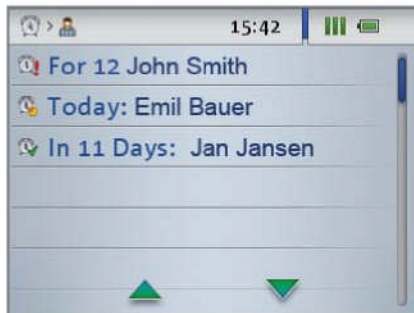 15:42
For 12 John Smith
Today: Emil Bauer
In 11 Days: Jan Jansen